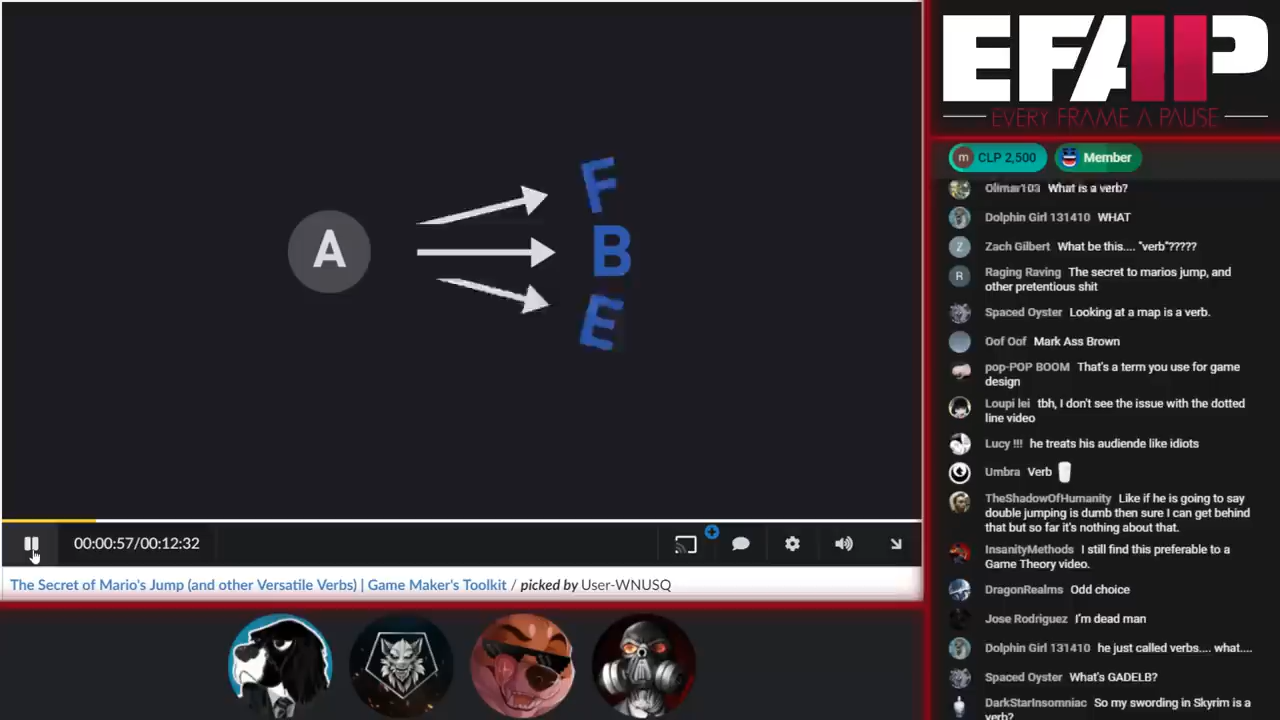 A
F
B
E
00:00:57/00:12:32
The Secret of Mario's Jump (and other Versatile Verbs) | Game Maker's Toolkit / picked by User-WNUSQ
EFAP
EVERY FRAME A PAUSE
m CLP 2,500 Member
Olimar103 What is a verb?
Dolphin Girl 131410 WHAT
Z Zach Gilbert What be this.... "verb"?????
R Raging Raving The secret to marios jump, and
other pretentious shit
Spaced Oyster Looking at a map is a verb.
Oof Oof Mark Ass Brown
pop-POP BOOM That's a term you use for game
design
Loupi lei tbh, I don't see the issue with the dotted
line video
Lucy !!! he treats his audiende like idiots
Umbra Verb
TheShadowOfHumanity Like if he is going to say
double jumping is dumb then sure I can get behind
that but so far it's nothing about that.
InsanityMethods I still find this preferable to a
Game Theory video.
DragonRealms Odd choice
Jose Rodriguez I'm dead man
Dolphin Girl 131410 he just called verbs.... what....
Spaced Oyster What's GADELB?
DarkStarInsomniac So my swording in Skyrim is a
verb?